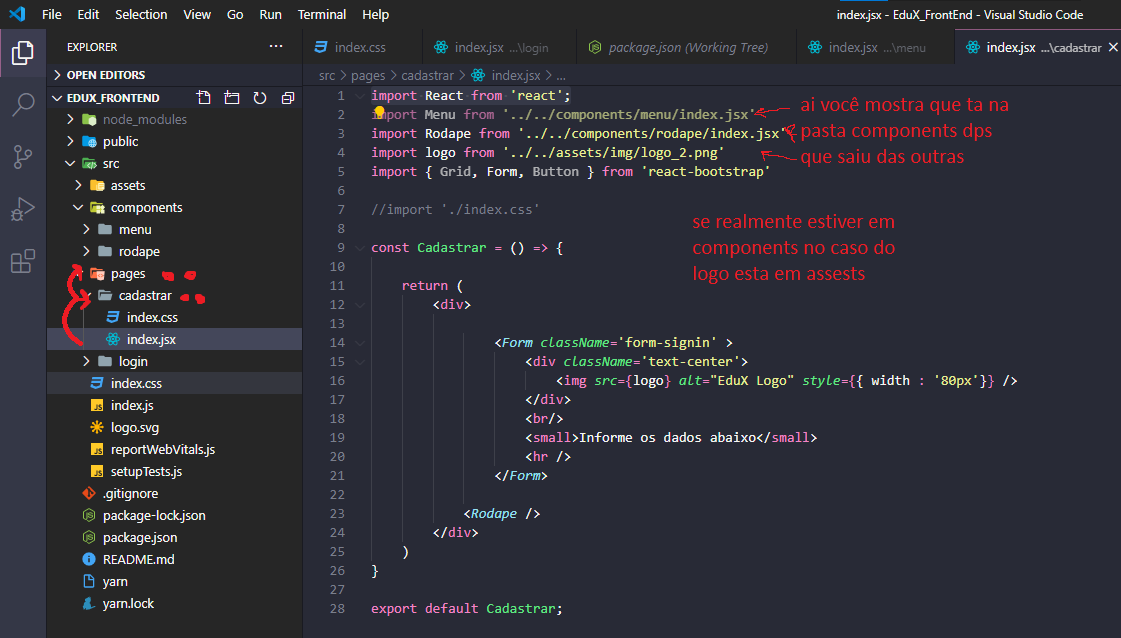 File Edit Selection View Go Run Terminal Help
index.jsx - EduX_FrontEnd - Visual Studio Code
EXPLORER ...
index.css
index.jsx ...\login
package.json (Working Tree)
index.jsx ...\menu
index.jsx ...\cadastrar
OPEN EDITORS
EDUX_FRONTEND
node_modules
public
src
assets
components
menu
rodape
pages
cadastrar
index.css
index.jsx
login
index.css
index.js
logo.svg
reportWebVitals.js
setupTests.js
.gitignore
package-lock.json
package.json
README.md
yarn
yarn.lock
src > pages > cadastrar > index.jsx > ...
1 import React from 'react';
2 import Menu from '../../components/menu/index.jsx'
3 import Rodape from '../../components/rodape/index.jsx'
4 import logo from '../../assets/img/logo_2.png'
5 import { Grid, Form, Button } from 'react-bootstrap'
6
7 //import './index.css'
8
9 const Cadastrar = () => {
10
11 return (
12 <div>
13
14 <Form className='form-signin' >
15 <div className='text-center'>
16 <img src={logo} alt="EduX Logo" style={{ width : '80px'}} />
17 </div>
18 <br/>
19 <small>Informe os dados abaixo</small>
20 <hr />
21 </Form>
22
23 <Rodape />
24 </div>
25 )
26 }
27
28 export default Cadastrar;
ai você mostra que ta na
pasta components dps
que saiu das outras
se realmente estiver em
components no caso do
logo esta em assests